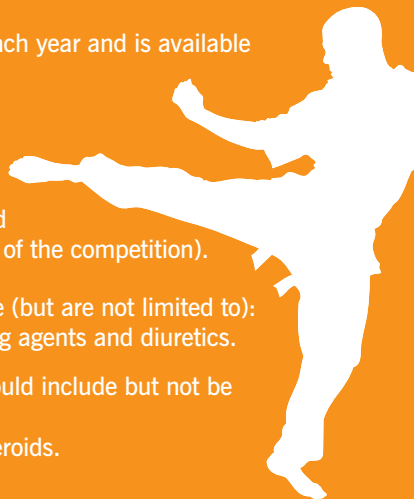 ch year and is available
of the competition).
e (but are not limited to):
g agents and diuretics.
uld include but not be
eroids.